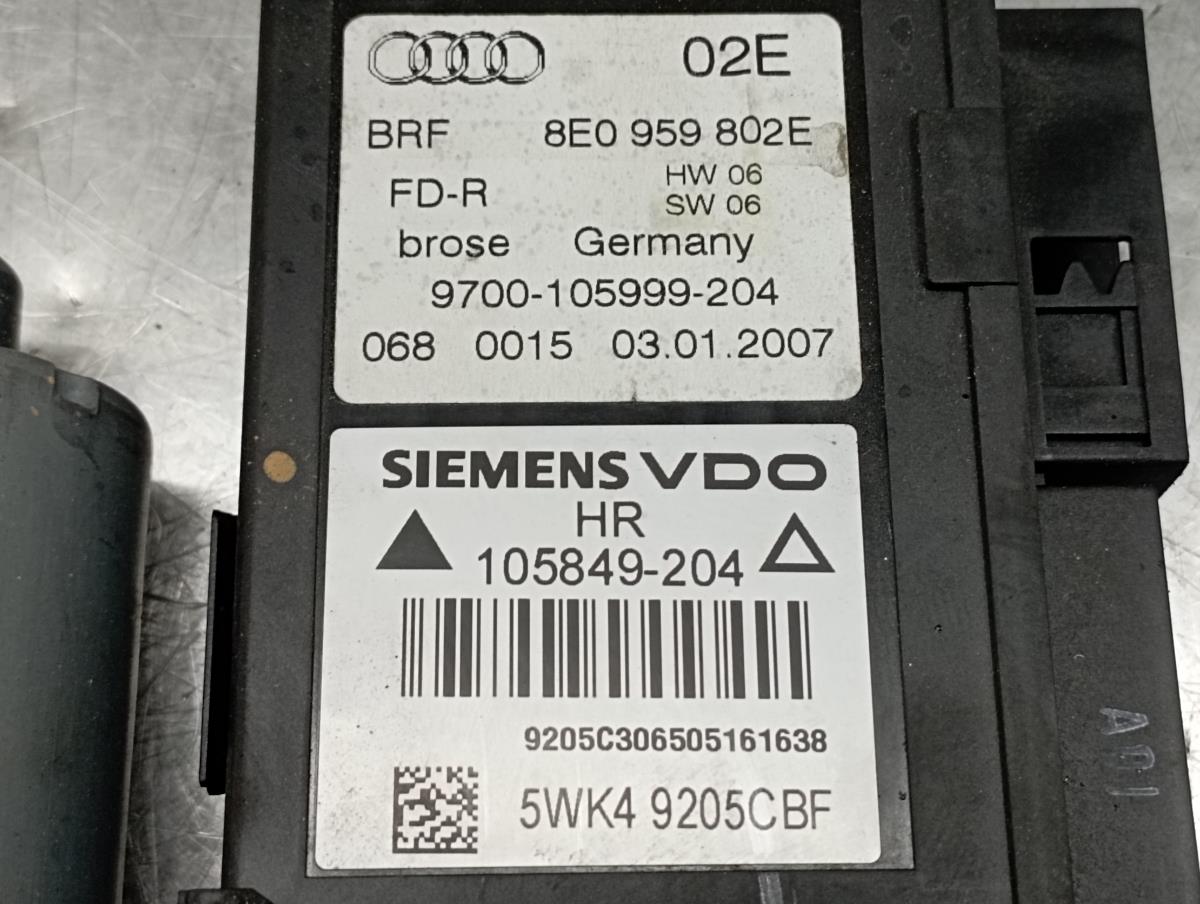 02E
BRF 8E0 959 802E
FD-R HW 06
SW 06
brose Germany
9700-105999-204
068 0015 03.01.2007
SIEMENS VDO
HR
105849-204
9205C306505161638
5WK4 9205CBF